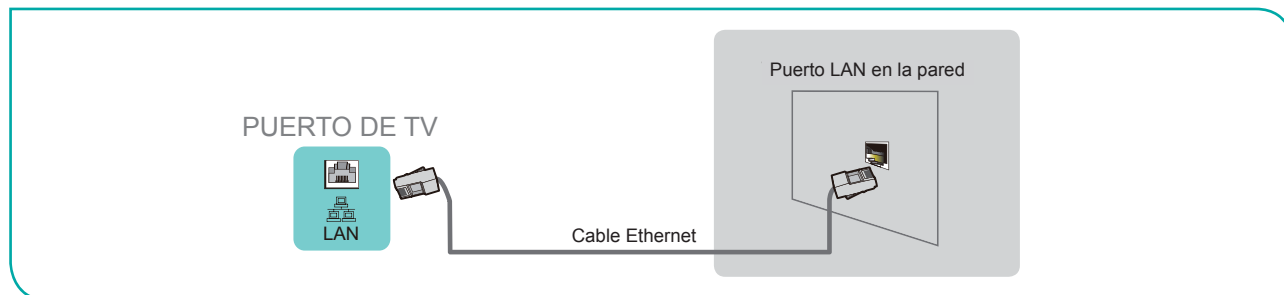 Puerto LAN en la pared
PUERTO DE TV
LAN
Cable Ethernet